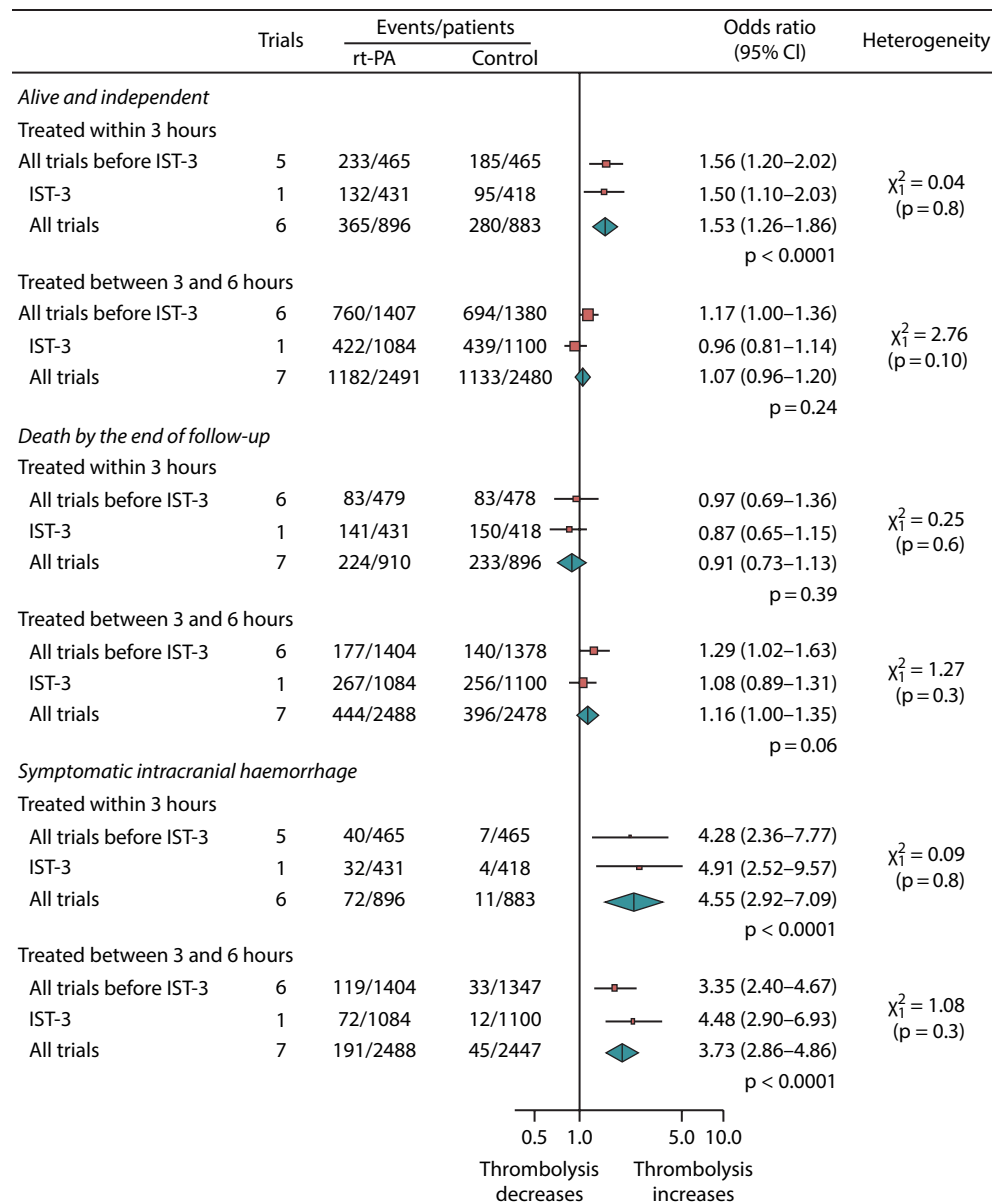 Trials Events/patients Odds ratio (95% CI) Heterogeneity
rt-PA Control
Alive and independent
Treated within 3 hours
All trials before IST-3 5 233/465 185/465 1.56 (1.20–2.02)
IST-3 1 132/431 95/418 1.50 (1.10–2.03) χ²₁ = 0.04 (p = 0.8)
All trials 6 365/896 280/883 1.53 (1.26–1.86)
p < 0.0001
Treated between 3 and 6 hours
All trials before IST-3 6 760/1407 694/1380 1.17 (1.00–1.36)
IST-3 1 422/1084 439/1100 0.96 (0.81–1.14) χ²₁ = 2.76 (p = 0.10)
All trials 7 1182/2491 1133/2480 1.07 (0.96–1.20)
p = 0.24
Death by the end of follow-up
Treated within 3 hours
All trials before IST-3 6 83/479 83/478 0.97 (0.69–1.36)
IST-3 1 141/431 150/418 0.87 (0.65–1.15) χ²₁ = 0.25 (p = 0.6)
All trials 7 224/910 233/896 0.91 (0.73–1.13)
p = 0.39
Treated between 3 and 6 hours
All trials before IST-3 6 177/1404 140/1378 1.29 (1.02–1.63)
IST-3 1 267/1084 256/1100 1.08 (0.89–1.31) χ²₁ = 1.27 (p = 0.3)
All trials 7 444/2488 396/2478 1.16 (1.00–1.35)
p = 0.06
Symptomatic intracranial haemorrhage
Treated within 3 hours
All trials before IST-3 5 40/465 7/465 4.28 (2.36–7.77)
IST-3 1 32/431 4/418 4.91 (2.52–9.57) χ²₁ = 0.09 (p = 0.8)
All trials 6 72/896 11/883 4.55 (2.92–7.09)
p < 0.0001
Treated between 3 and 6 hours
All trials before IST-3 6 119/1404 33/1347 3.35 (2.40–4.67)
IST-3 1 72/1084 12/1100 4.48 (2.90–6.93) χ²₁ = 1.08 (p = 0.3)
All trials 7 191/2488 45/2447 3.73 (2.86–4.86)
p < 0.0001
0.5 1.0 5.0 10.0
Thrombolysis Thrombolysis
decreases increases